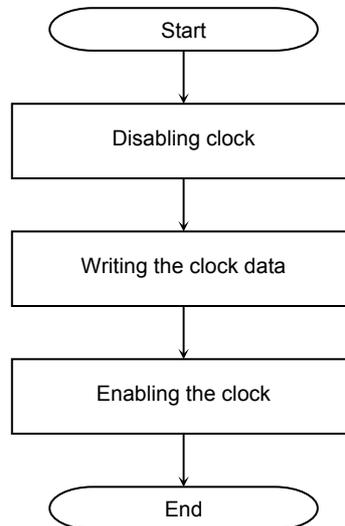 Start
Disabling clock
Writing the clock data
Enabling the clock
End